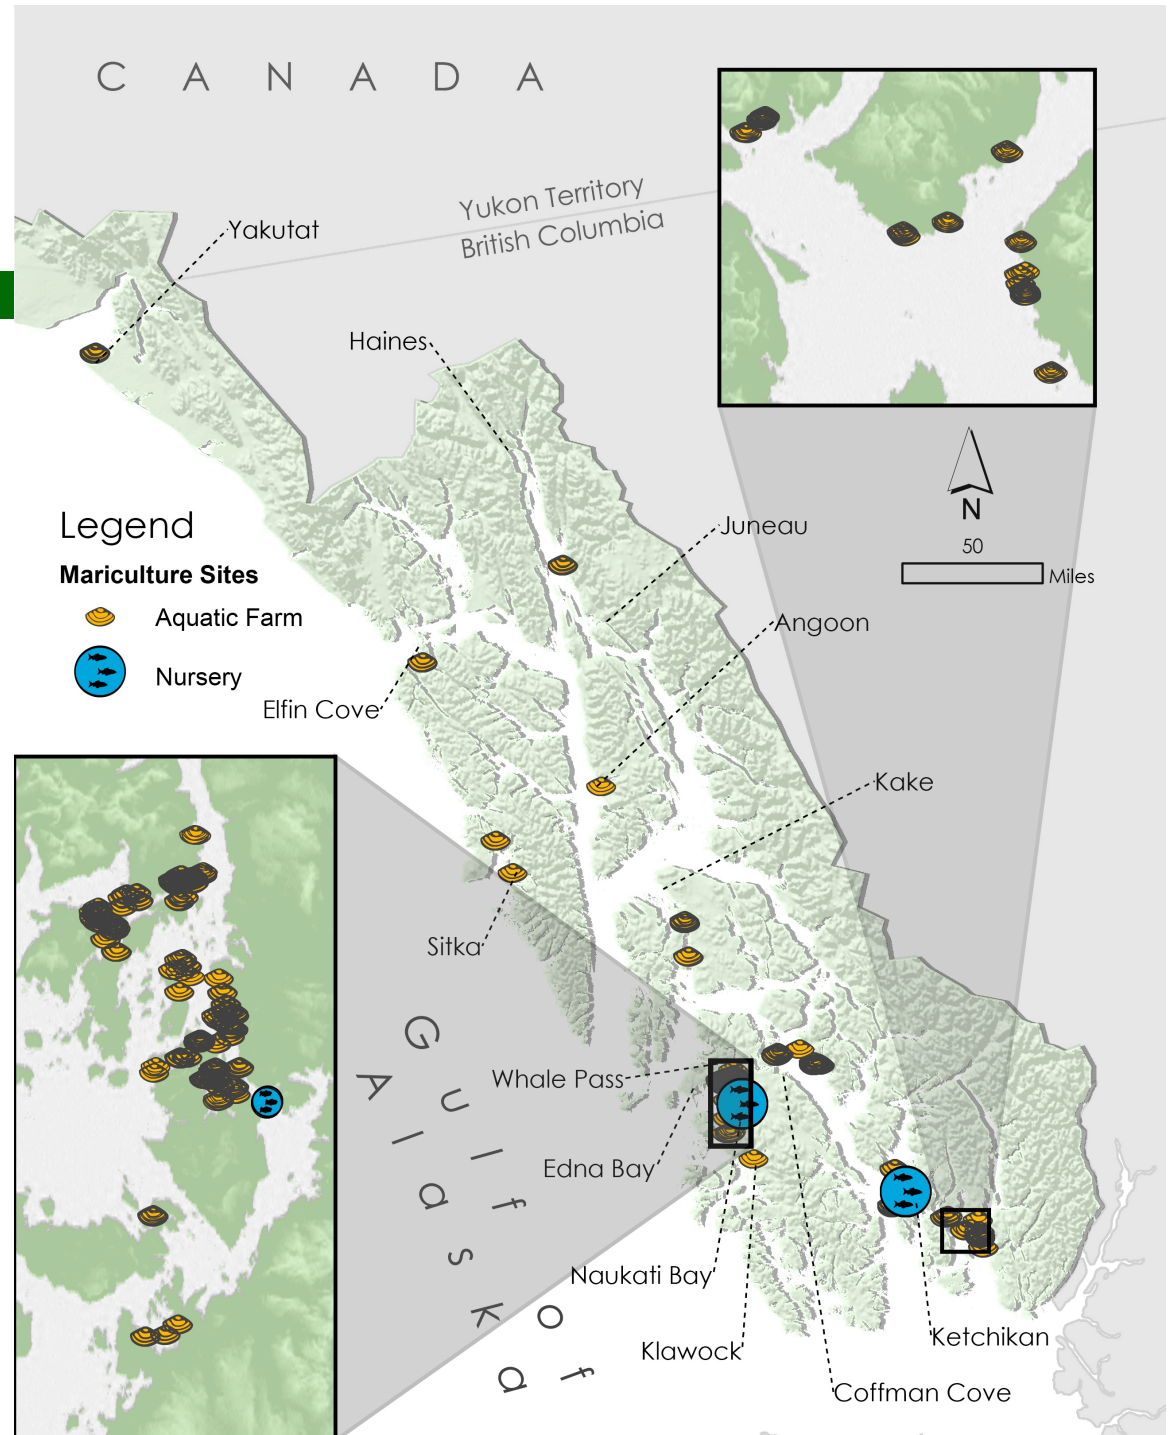 C A N A D A
Yukon Territory
British Columbia
Yakutat
Haines
Legend
Mariculture Sites
Aquatic Farm
Nursery
N
50
Miles
Juneau
Angoon
Elfin Cove
Kake
Sitka
Gulf of
Alaska
Whale Pass
Edna Bay
Naukati Bay
Klawock
Ketchikan
Coffman Cove